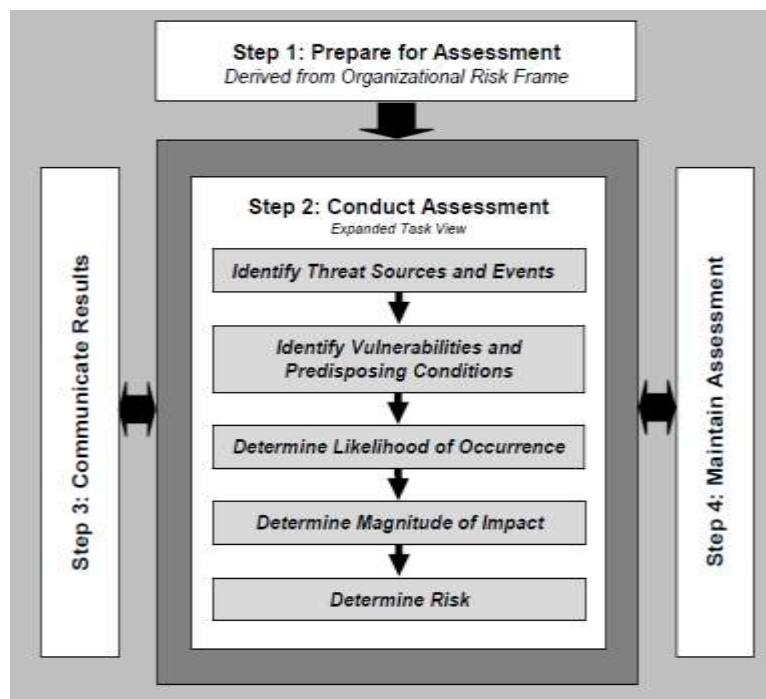 Step 1: Prepare for Assessment
Derived from Organizational Risk Frame
Step 3: Communicate Results
Step 2: Conduct Assessment
Expanded Task View
Identify Threat Sources and Events
Identify Vulnerabilities and
Predisposing Conditions
Determine Likelihood of Occurrence
Determine Magnitude of Impact
Determine Risk
Step 4: Maintain Assessment